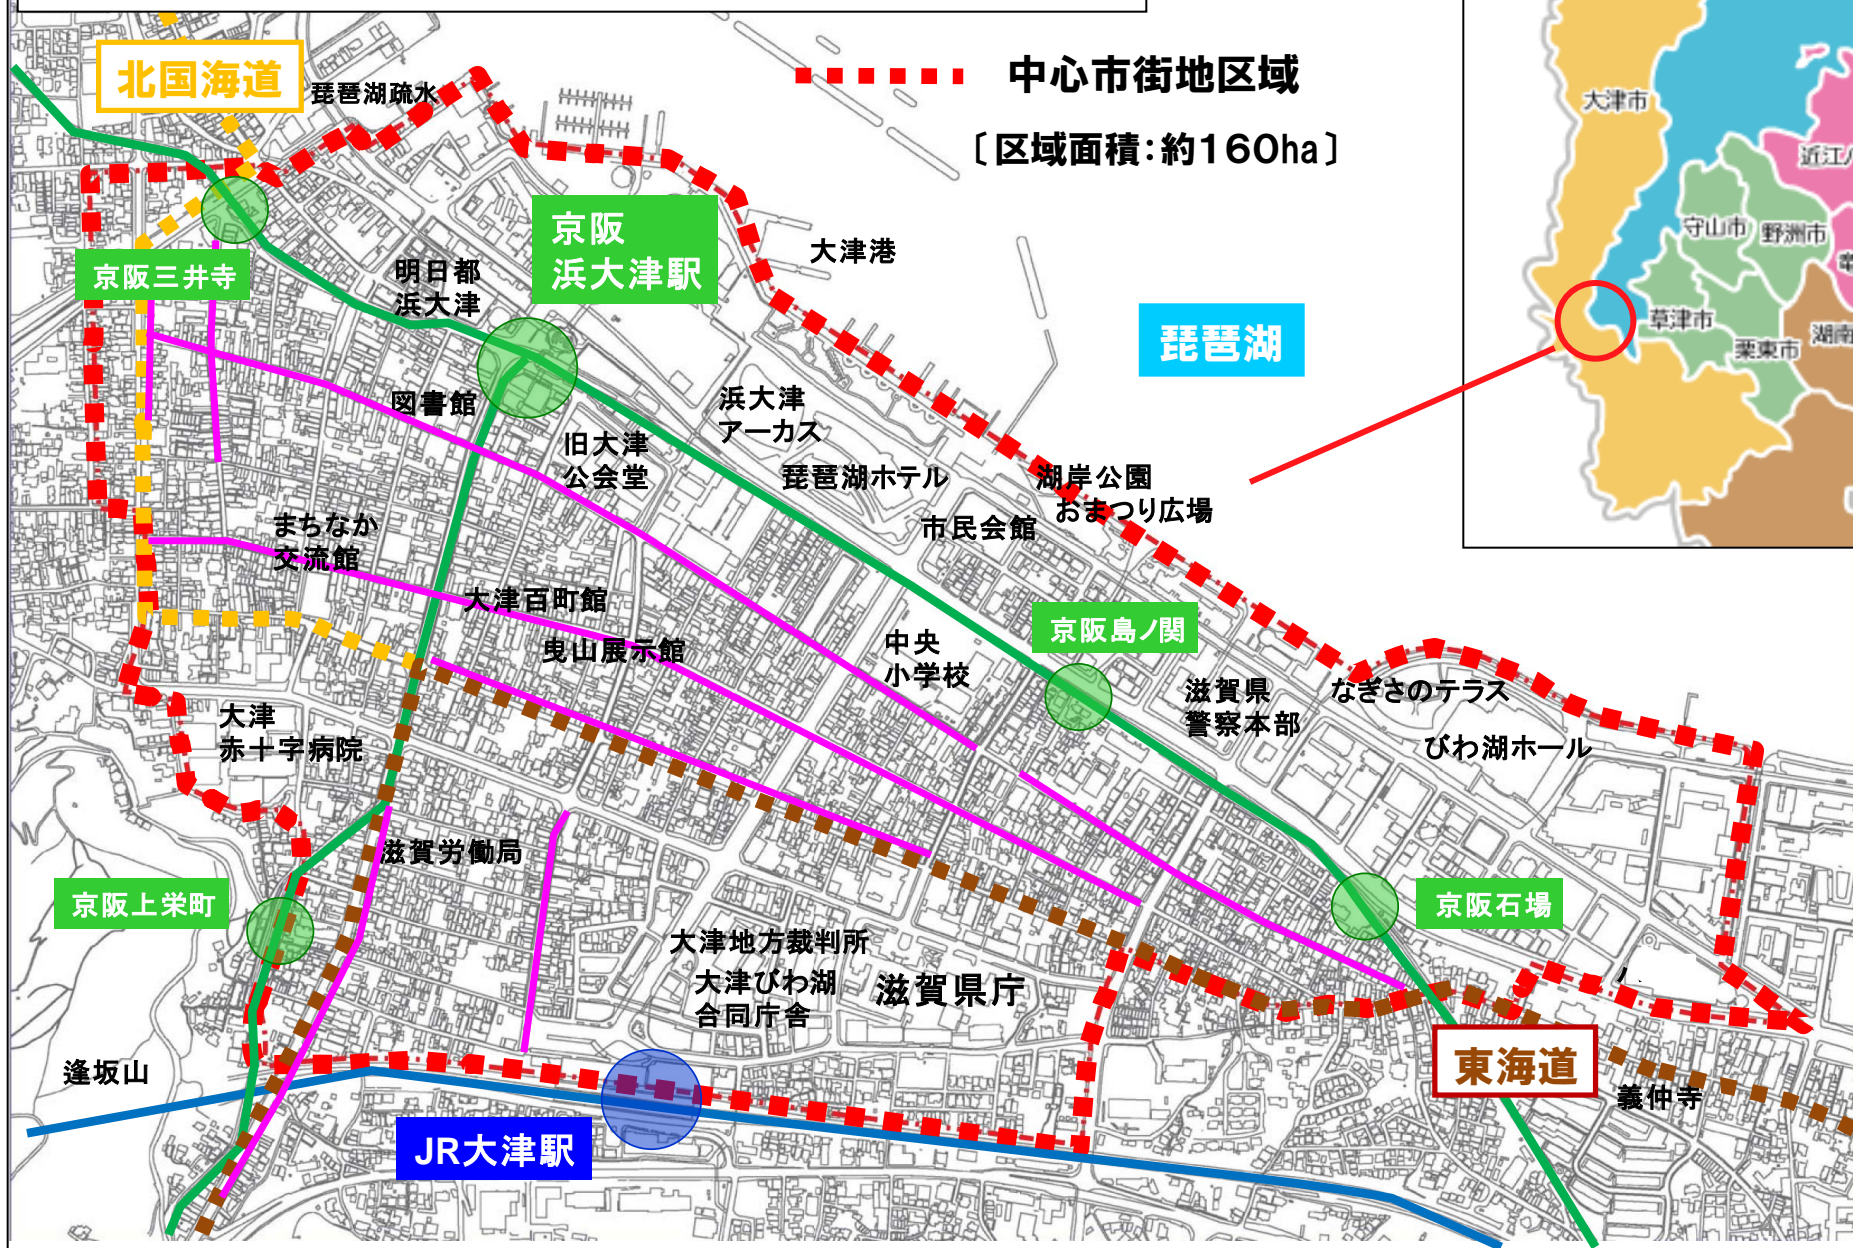 北国海道
琵琶湖疏水
中心市街地区域
〔区域面積：約160ha〕
大津市
近江
守山市
野洲市
草津市
栗東市
湖南
京阪
浜大津駅
大津港
琵琶湖
京阪三井寺
明日都
浜大津
図書館
旧大津
公会堂
浜大津
アーカス
琵琶湖ホテル
湖岸公園
おまつり広場
市民会館
まちなか
交流館
大津百町館
曳山展示館
中央
小学校
京阪島ノ関
滋賀県
警察本部
なぎさのテラス
びわ湖ホール
大津
赤十字病院
滋賀労働局
京阪上栄町
京阪石場
大津地方裁判所
大津びわ湖
合同庁舎
滋賀県庁
逢坂山
東海道
義仲寺
JR大津駅